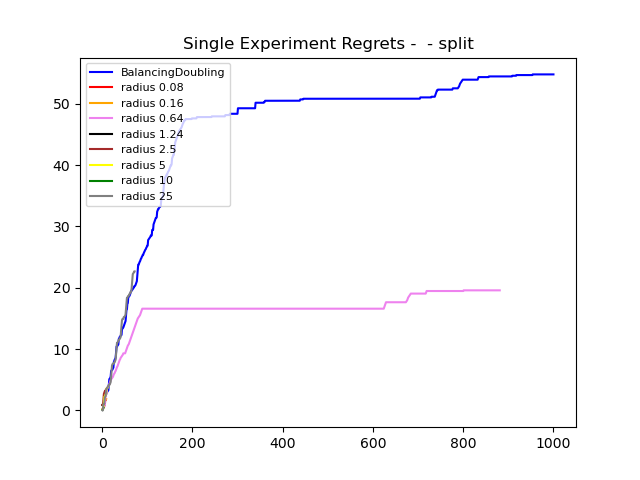 Single Experiment Regrets -  - split
BalancingDoubling
radius 0.08
radius 0.16
radius 0.64
radius 1.24
radius 2.5
radius 5
radius 10
radius 25
50
40
30
20
10
0
0 200 400 600 800 1000